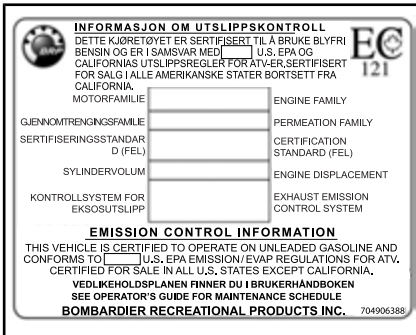 INFORMASJON OM UTSLIPPSKONTROLL
DETTE KJØRETØYET ER SERTIFISERT TIL Å BRUKE BLYFRI
BENSIN OG ER I SAMSVAR MED U.S. EPA OG
CALIFORNIAS UTSLIPPSREGLER FOR ATV-ER,SERTIFISERT
FOR SALG I ALLE AMERIKANSKE STATER BORTSETT FRA
CALIFORNIA.
brp
EC
121
MOTORFAMILIE ENGINE FAMILY
GJENNOMTRENGINGSFAMILIE PERMEATION FAMILY
SERTIFISERINGSSTANDAR CERTIFICATION
D (FEL) STANDARD (FEL)
SYLINDERVOLUM ENGINE DISPLACEMENT
KONTROLLSYSTEM FOR EXHAUST EMISSION
EKSOSUTSLIPP CONTROL SYSTEM
EMISSION CONTROL INFORMATION
THIS VEHICLE IS CERTIFIED TO OPERATE ON UNLEADED GASOLINE AND
CONFORMS TO U.S. EPA EMISSION/EVAP REGULATIONS FOR ATV.
CERTIFIED FOR SALE IN ALL U.S. STATES EXCEPT CALIFORNIA.
VEDLIKEHOLDSPLANEN FINNER DU I BRUKERHÅNDBOKEN
SEE OPERATOR'S GUIDE FOR MAINTENANCE SCHEDULE
BOMBARDIER RECREATIONAL PRODUCTS INC. 704906388